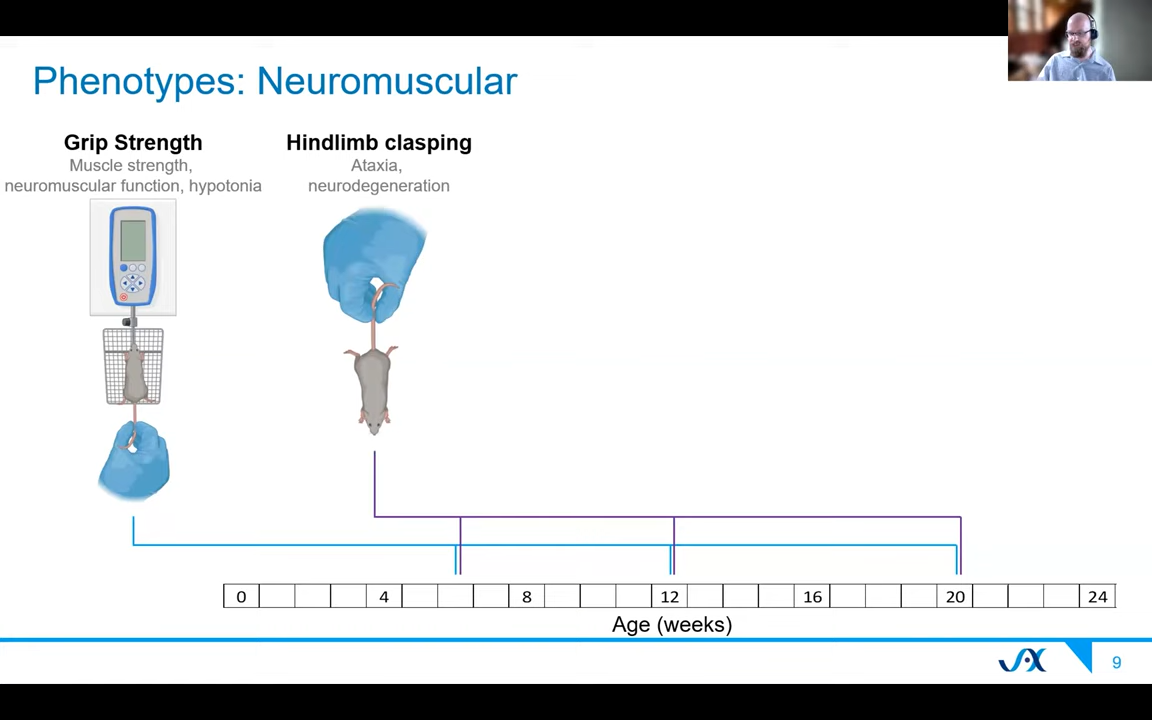 Phenotypes: Neuromuscular
Grip Strength
Muscle strength,
neuromuscular function, hypotonia
Hindlimb clasping
Ataxia,
neurodegeneration
0 4 8 12 16 20 24
Age (weeks)
JAX
9